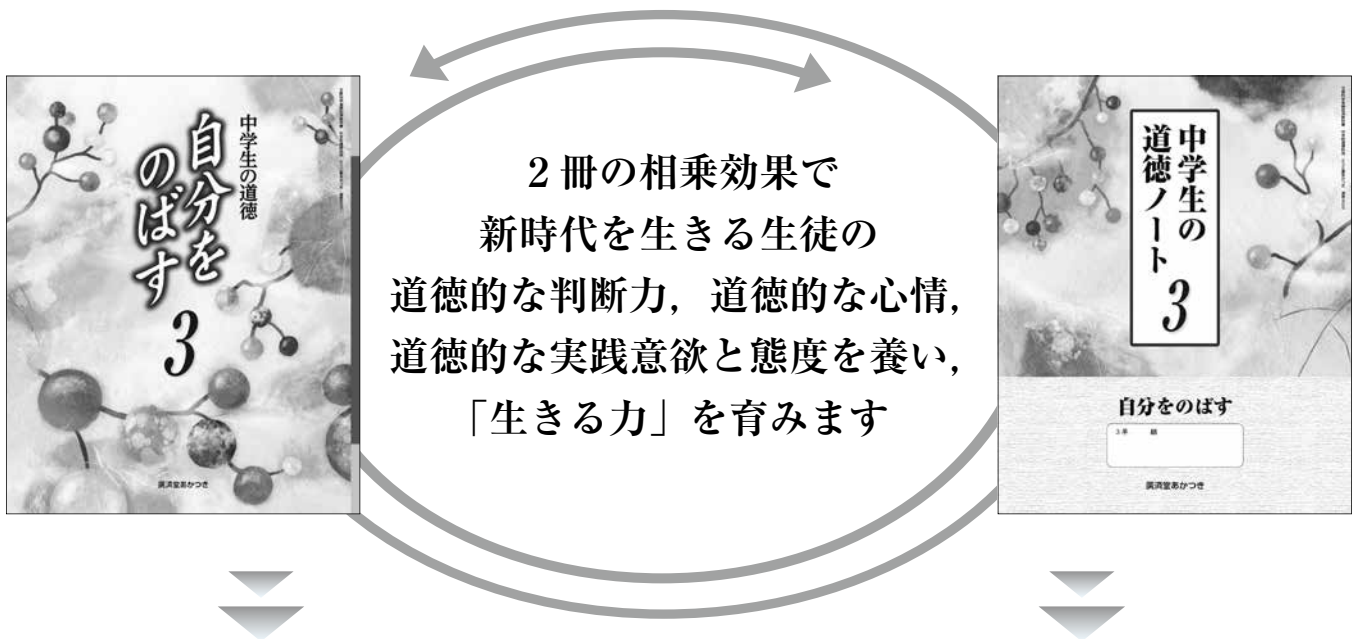 中学生の道徳
自分を
のばす
3
廣済堂あかつき
2 冊の相乗効果で
新時代を生きる生徒の
道徳的な判断力，道徳的な心情，
道徳的な実践意欲と態度を養い，
「生きる力」を育みます
中学生の
道徳ノート
3
自分をのばす
3 年　組
廣済堂あかつき